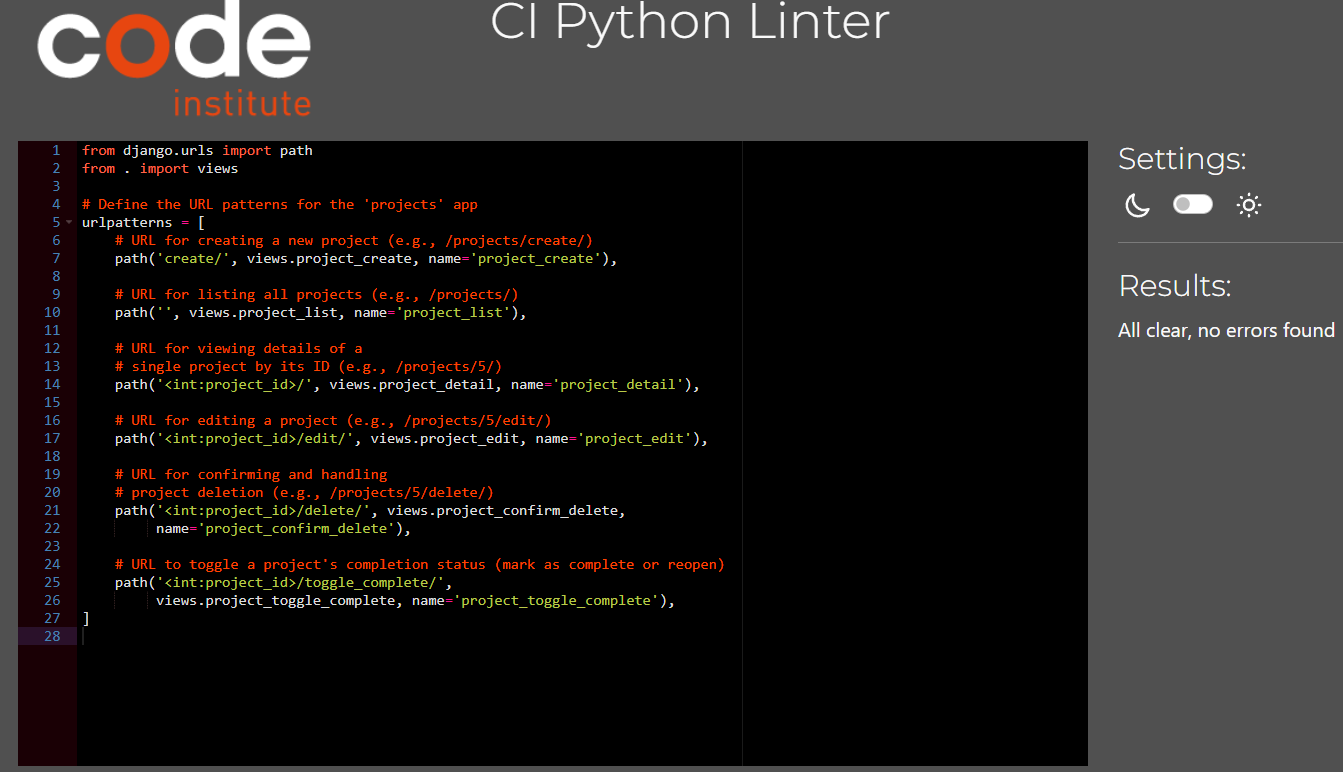 code
institute
CI Python Linter
1 from django.urls import path
2 from . import views
3
4 # Define the URL patterns for the 'projects' app
5 urlpatterns = [
6     # URL for creating a new project (e.g., /projects/create/)
7     path('create/', views.project_create, name='project_create'),
8
9     # URL for listing all projects (e.g., /projects/)
10     path('', views.project_list, name='project_list'),
11
12     # URL for viewing details of a
13     # single project by its ID (e.g., /projects/5/)
14     path('<int:project_id>/', views.project_detail, name='project_detail'),
15
16     # URL for editing a project (e.g., /projects/5/edit/)
17     path('<int:project_id>/edit/', views.project_edit, name='project_edit'),
18
19     # URL for confirming and handling
20     # project deletion (e.g., /projects/5/delete/)
21     path('<int:project_id>/delete/', views.project_confirm_delete,
22          name='project_confirm_delete'),
23
24     # URL to toggle a project's completion status (mark as complete or reopen)
25     path('<int:project_id>/toggle_complete/',
26          views.project_toggle_complete, name='project_toggle_complete'),
27 ]
28
Settings:
Results:
All clear, no errors found